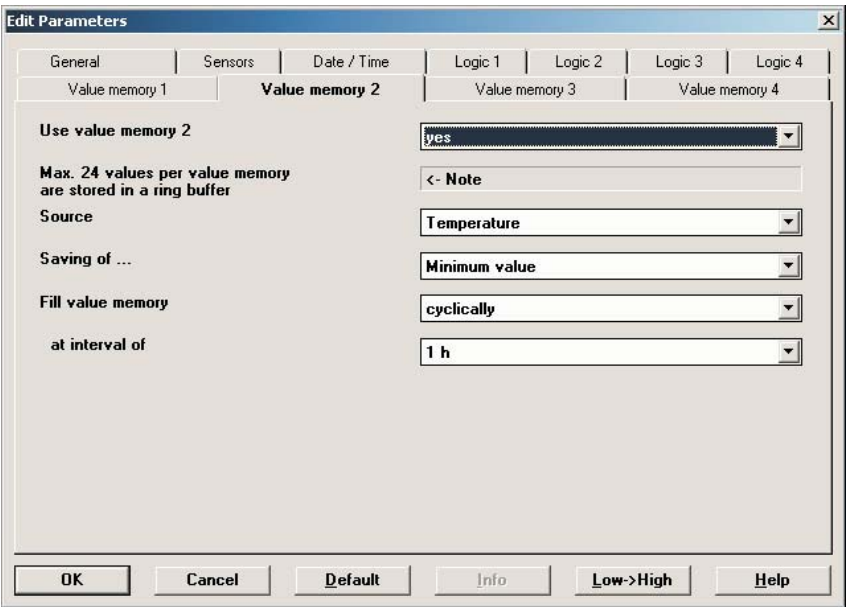 Edit Parameters
General Sensors Date / Time Logic 1 Logic 2 Logic 3 Logic 4
Value memory 1 Value memory 2 Value memory 3 Value memory 4
Use value memory 2 yes
Max. 24 values per value memory
are stored in a ring buffer <- Note
Source Temperature
Saving of ... Minimum value
Fill value memory cyclically
at interval of 1 h
OK Cancel Default Info Low->High Help